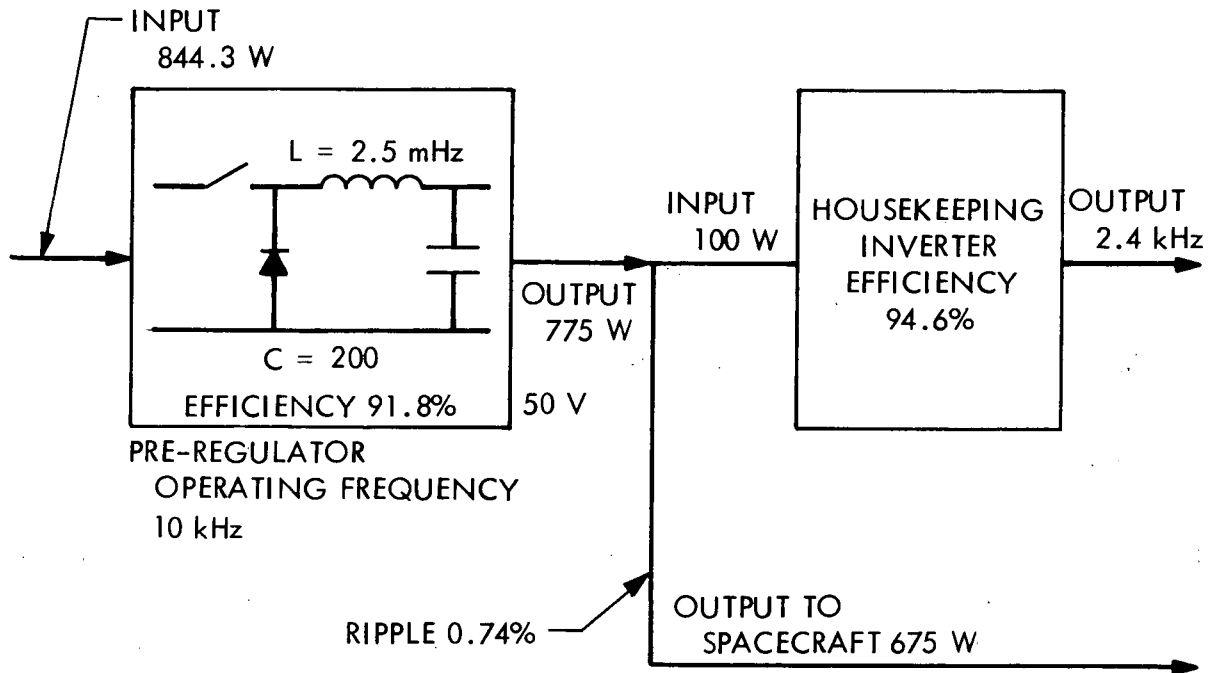 INPUT
844.3 W
L = 2.5 mHz
C = 200
EFFICIENCY 91.8%
PRE-REGULATOR
OPERATING FREQUENCY
10 kHz
OUTPUT
775 W
50 V
INPUT
100 W
HOUSEKEEPING
INVERTER
EFFICIENCY
94.6%
OUTPUT
2.4 kHz
RIPPLE 0.74%
OUTPUT TO
SPACECRAFT 675 W